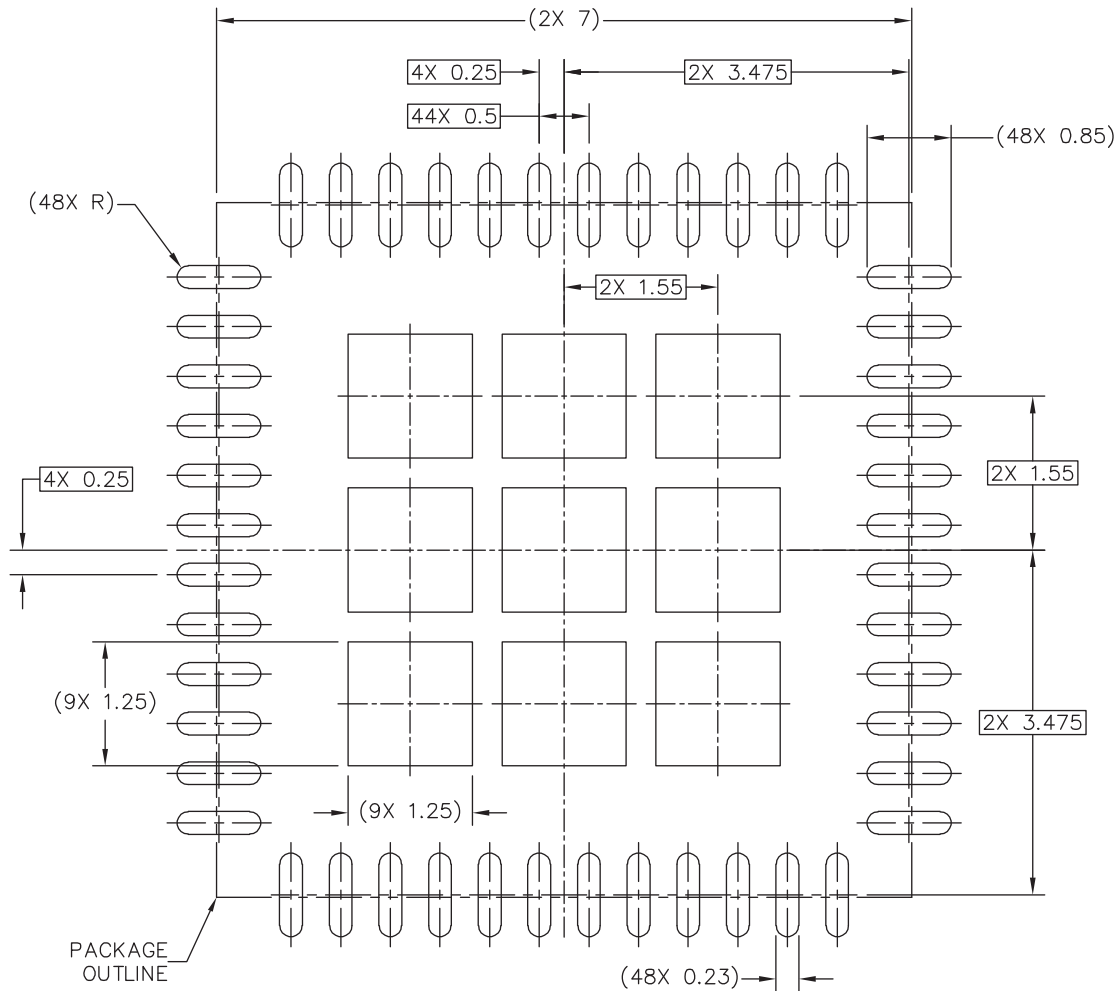 (2X 7)
4X 0.25
2X 3.475
44X 0.5
(48X 0.85)
(48X R)
2X 1.55
4X 0.25
2X 1.55
(9X 1.25)
2X 3.475
(9X 1.25)
PACKAGE
OUTLINE
(48X 0.23)